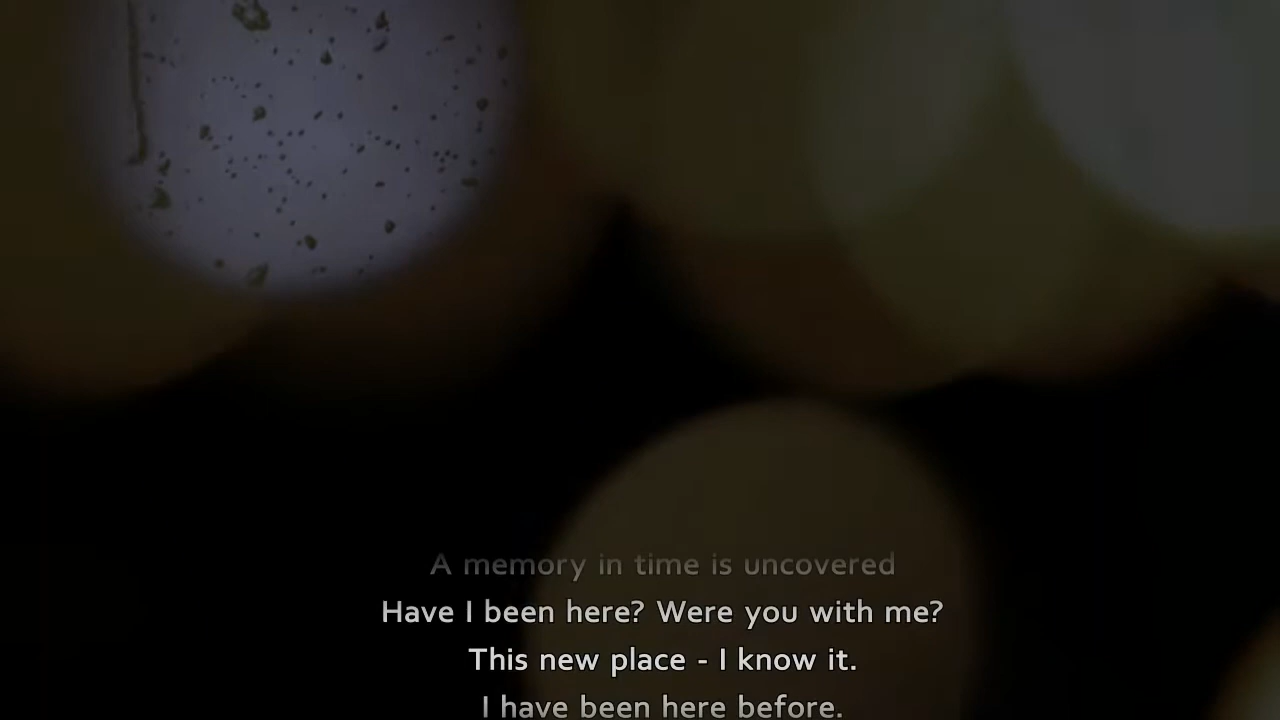 A memory in time is uncovered
Have I been here? Were you with me?
This new place - I know it.
I have been here before.